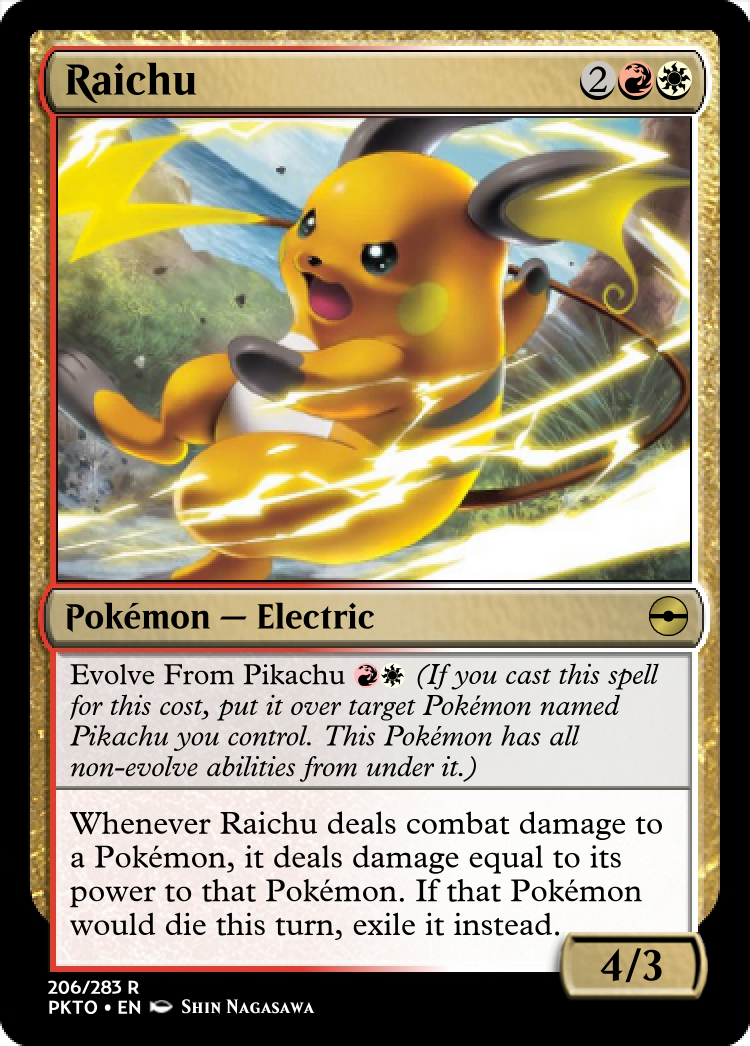 Raichu 2
Pokémon — Electric
Evolve From Pikachu (If you cast this spell
for this cost, put it over target Pokémon named
Pikachu you control. This Pokémon has all
non-evolve abilities from under it.)
Whenever Raichu deals combat damage to
a Pokémon, it deals damage equal to its
power to that Pokémon. If that Pokémon
would die this turn, exile it instead.
4/3
206/283 R
PKTO • EN Shin Nagasawa